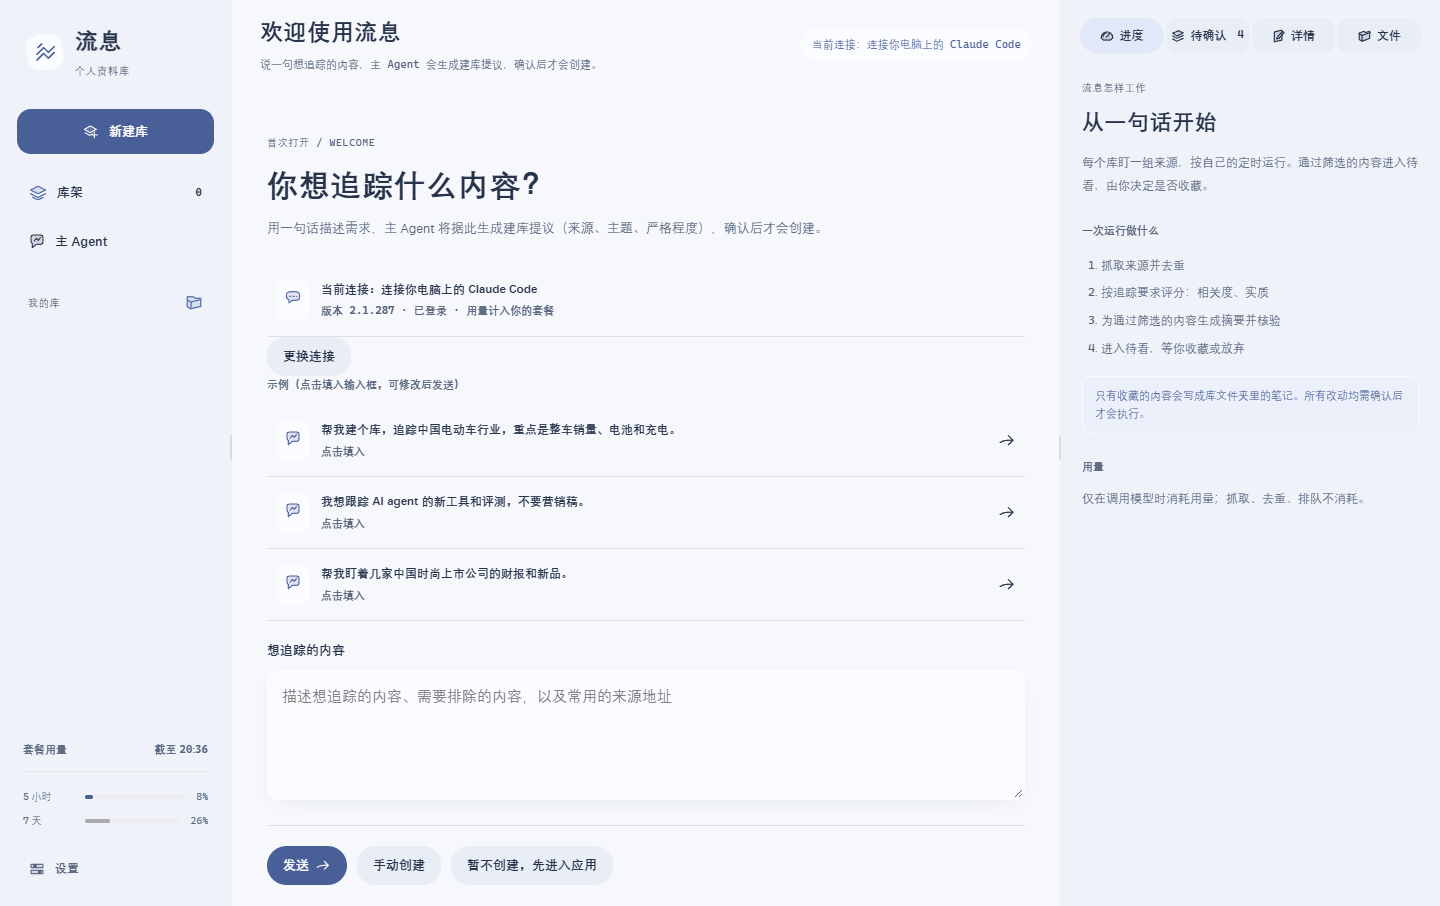 流息
个人资料库
新建库
库架 0
主 Agent
我的库
套餐用量 截至 20:36
5 小时 8%
7 天 26%
设置
欢迎使用流息
说一句想追踪的内容，主 Agent 会生成建库提议，确认后才会创建。
当前连接：连接你电脑上的 Claude Code
首次打开 / WELCOME
你想追踪什么内容？
用一句话描述需求，主 Agent 将据此生成建库提议（来源、主题、严格程度），确认后才会创建。
当前连接：连接你电脑上的 Claude Code
版本 2.1.287 · 已登录 · 用量计入你的套餐
更换连接
示例（点击填入输入框，可修改后发送）
帮我建个库，追踪中国电动车行业，重点是整车销量、电池和充电。
点击填入
我想跟踪 AI agent 的新工具和评测，不要营销稿。
点击填入
帮我盯着几家中国时尚上市公司的财报和新品。
点击填入
想追踪的内容
描述想追踪的内容、需要排除的内容，以及常用的来源地址
发送
手动创建
暂不创建，先进入应用
进度
待确认 4
详情
文件
流息怎样工作
从一句话开始
每个库盯一组来源，按自己的定时运行。通过筛选的内容进入待
看，由你决定是否收藏。
一次运行做什么
1. 抓取来源并去重
2. 按追踪要求评分：相关度、实质
3. 为通过筛选的内容生成摘要并核验
4. 进入待看，等你收藏或放弃
只有收藏的内容会写成库文件夹里的笔记。所有改动均需确认后
才会执行。
用量
仅在调用模型时消耗用量；抓取、去重、排队不消耗。